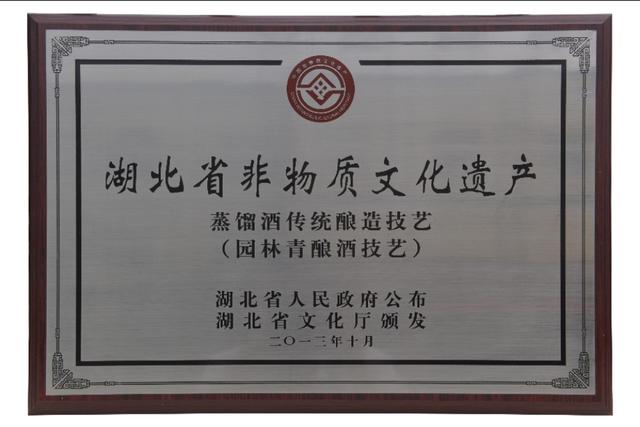 湖北省非物质文化遗产
蒸馏酒传统酿造技艺
（园林青酿酒技艺）
湖北省人民政府公布
湖北省文化厅颁发
二〇一三年十月